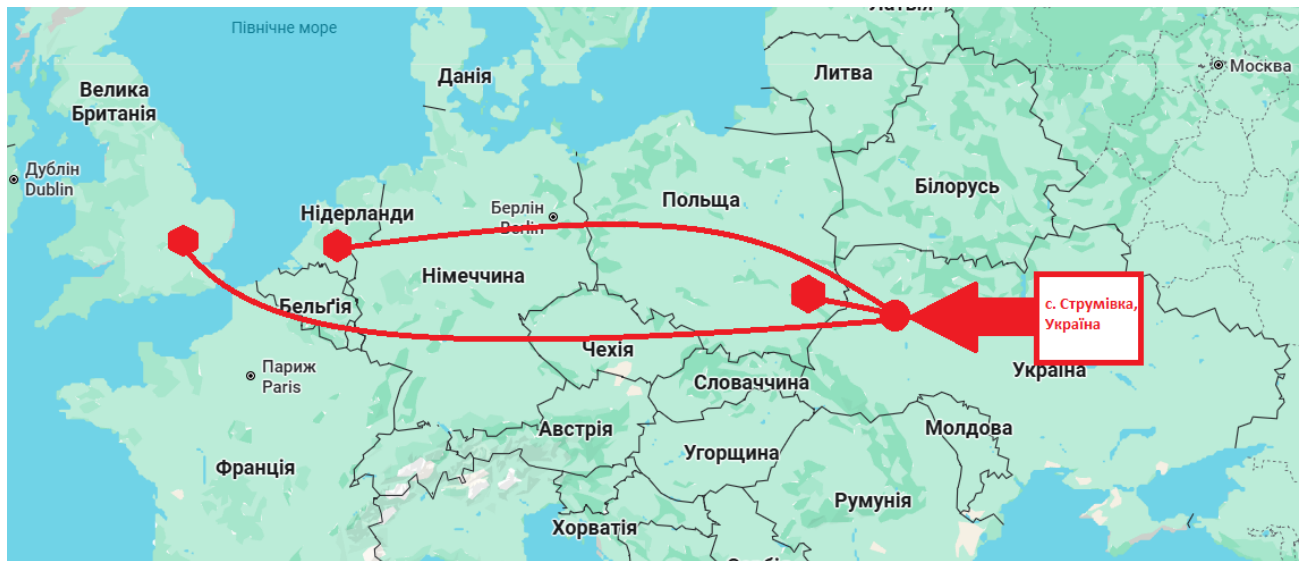 Латвія
Північне море
Данія
Литва
Москва
Велика
Британія
Дублін
Dublin
Білорусь
Польща
Нідерланди
Берлін
Berlin
Німеччина
Бельгія
с. Струмівка,
Україна
Чехія
Париж
Paris
Україна
Словаччина
Австрія
Молдова
Угорщина
Франція
Румунія
Хорватія